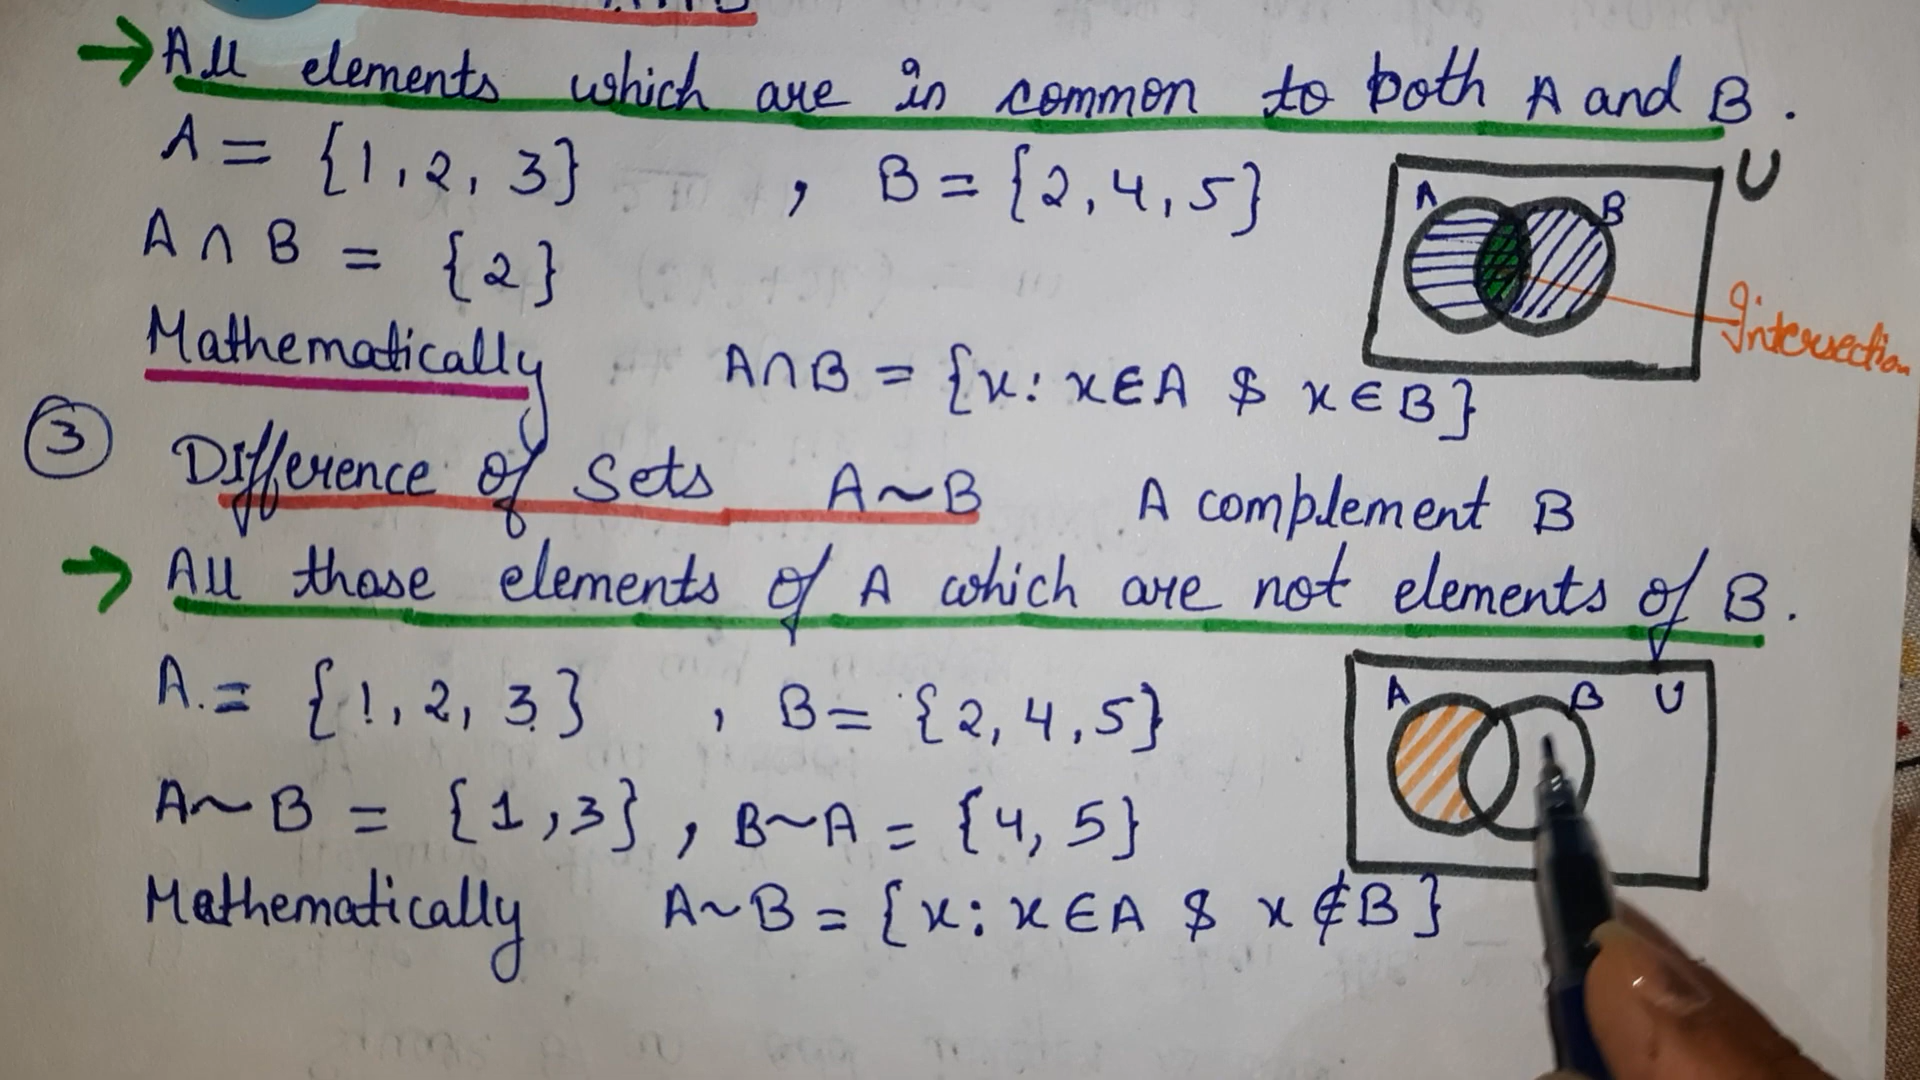 → All elements which are in common to both A and B.
A = {1, 2, 3} , B = {2, 4, 5}
U
A B
A ∩ B = {2}
Intersection
Mathematically A∩B = {x: x∈A $ x∈B}
③ Difference of Sets A~B A complement B
→ All those elements of A which are not elements of B.
A = {1, 2, 3} , B = {2, 4, 5}
A B U
A~B = {1, 3} , B~A = {4, 5}
Mathematically A~B = {x: x∈A $ x∉B}